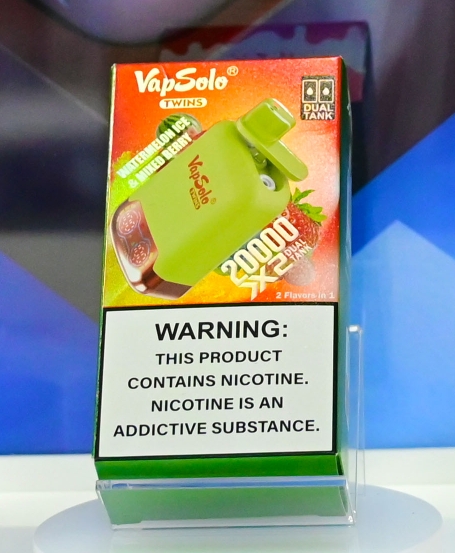 VapSolo®
TWINS
DUAL
TANK
WATERMELON ICE
& MIXED BERRY
VapSolo
TWINS
20000
X2 DUAL
TANK
2 Flavors in 1
WARNING:
THIS PRODUCT
CONTAINS NICOTINE.
NICOTINE IS AN
ADDICTIVE SUBSTANCE.